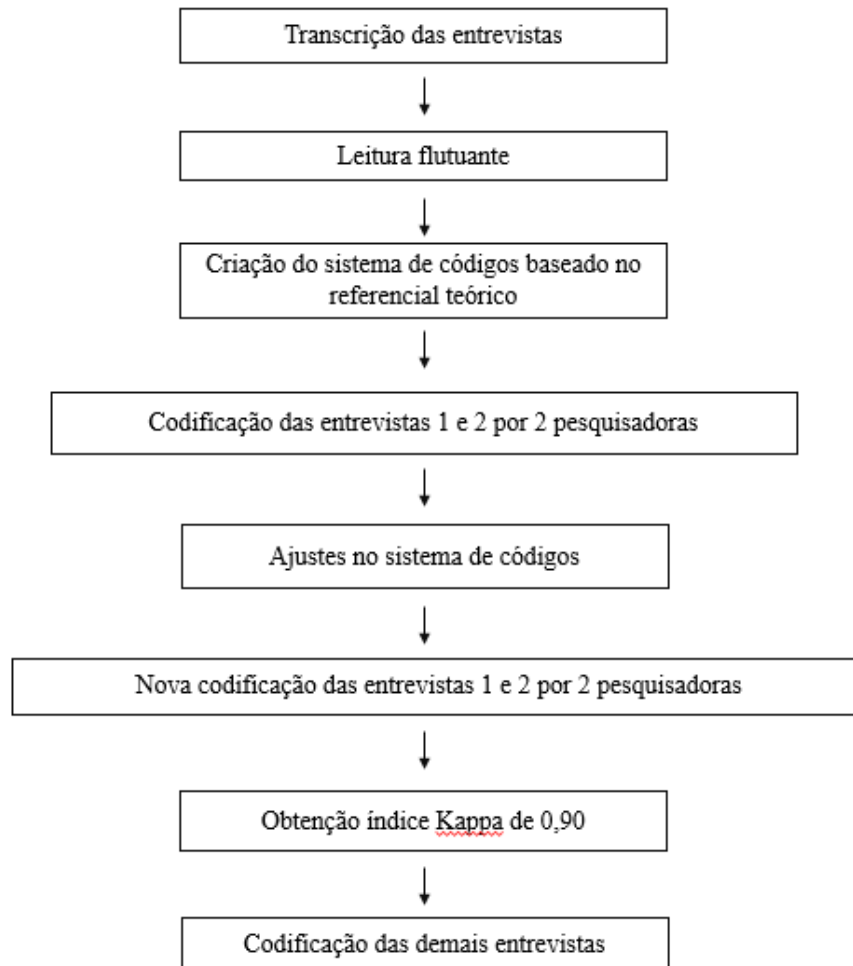 Transcrição das entrevistas
Leitura flutuante
Criação do sistema de códigos baseado no
referencial teórico
Codificação das entrevistas 1 e 2 por 2 pesquisadoras
Ajustes no sistema de códigos
Nova codificação das entrevistas 1 e 2 por 2 pesquisadoras
Obtenção índice Kappa de 0,90
Codificação das demais entrevistas